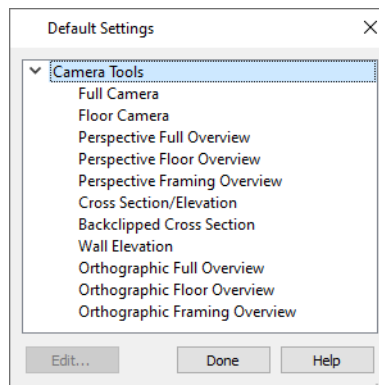 Default Settings
Camera Tools
Full Camera
Floor Camera
Perspective Full Overview
Perspective Floor Overview
Perspective Framing Overview
Cross Section/Elevation
Backclipped Cross Section
Wall Elevation
Orthographic Full Overview
Orthographic Floor Overview
Orthographic Framing Overview
Edit... Done Help